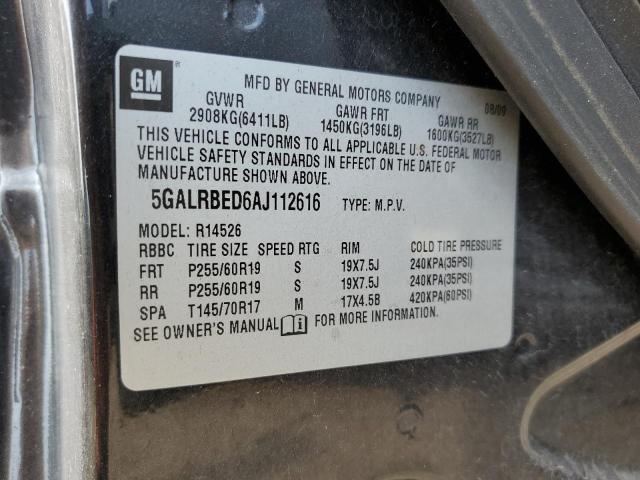 GM
®
MFD BY GENERAL MOTORS COMPANY 08/09
GVWR GAWR FRT GAWR RR
2908KG(6411LB) 1450KG(3196LB) 1600KG(3527LB)
THIS VEHICLE CONFORMS TO ALL APPLICABLE U.S. FEDERAL MOTOR
VEHICLE SAFETY STANDARDS IN EFFECT ON THE DATE OF
MANUFACTURE SHOWN ABOVE.
5GALRBED6AJ112616 TYPE: M.P.V.
MODEL: R14526
RBBC TIRE SIZE SPEED RTG RIM COLD TIRE PRESSURE
FRT P255/60R19 S 19X7.5J 240KPA(35PSI)
RR P255/60R19 S 19X7.5J 240KPA(35PSI)
SPA T145/70R17 M 17X4.5B 420KPA(60PSI)
SEE OWNER'S MANUAL FOR MORE INFORMATION.